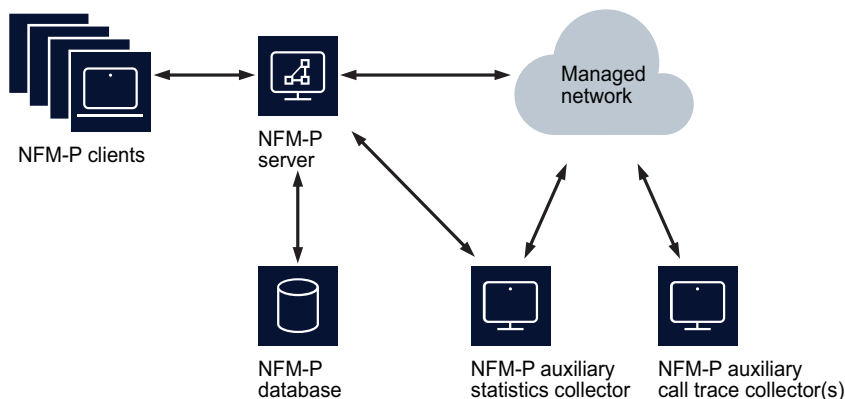 Managed
network
NFM-P clients
NFM-P
server
NFM-P
database
NFM-P auxiliary
statistics collector
NFM-P auxiliary
call trace collector(s)